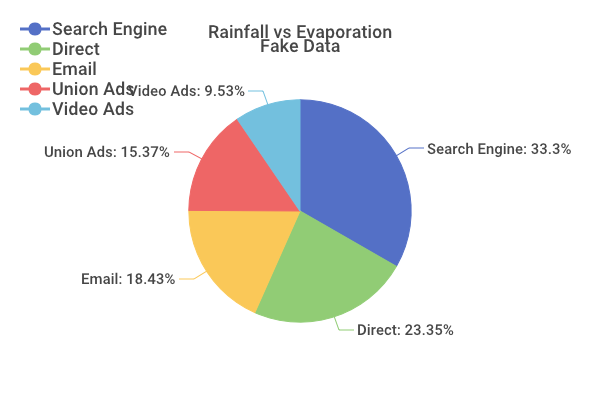 Rainfall vs Evaporation
Fake Data
Search Engine
Direct
Email
Union Ads
Video Ads
Video Ads: 9.53%
Search Engine: 33.3%
Union Ads: 15.37%
Email: 18.43%
Direct: 23.35%